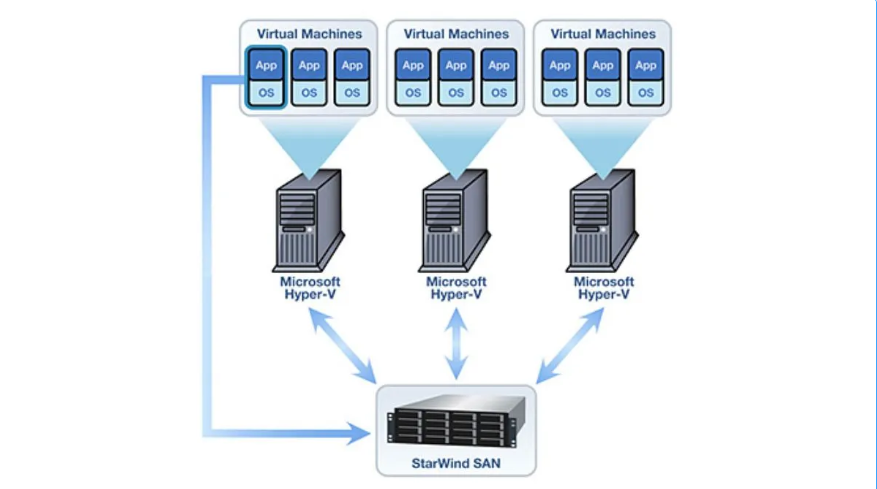 Virtual Machines
App App App
OS OS OS
Virtual Machines
App App App
OS OS OS
Virtual Machines
App App App
OS OS OS
Microsoft
Hyper-V
Microsoft
Hyper-V
Microsoft
Hyper-V
StarWind SAN